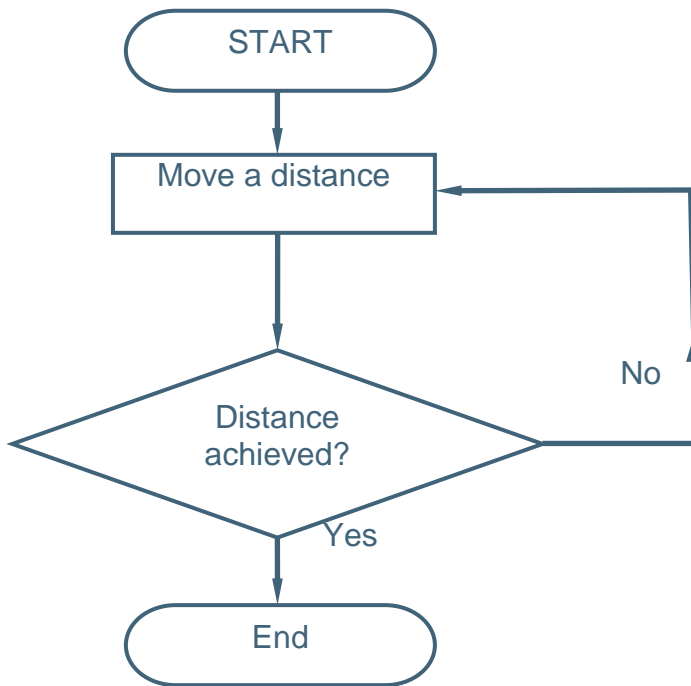 START
Move a distance
No
Distance
achieved?
Yes
End